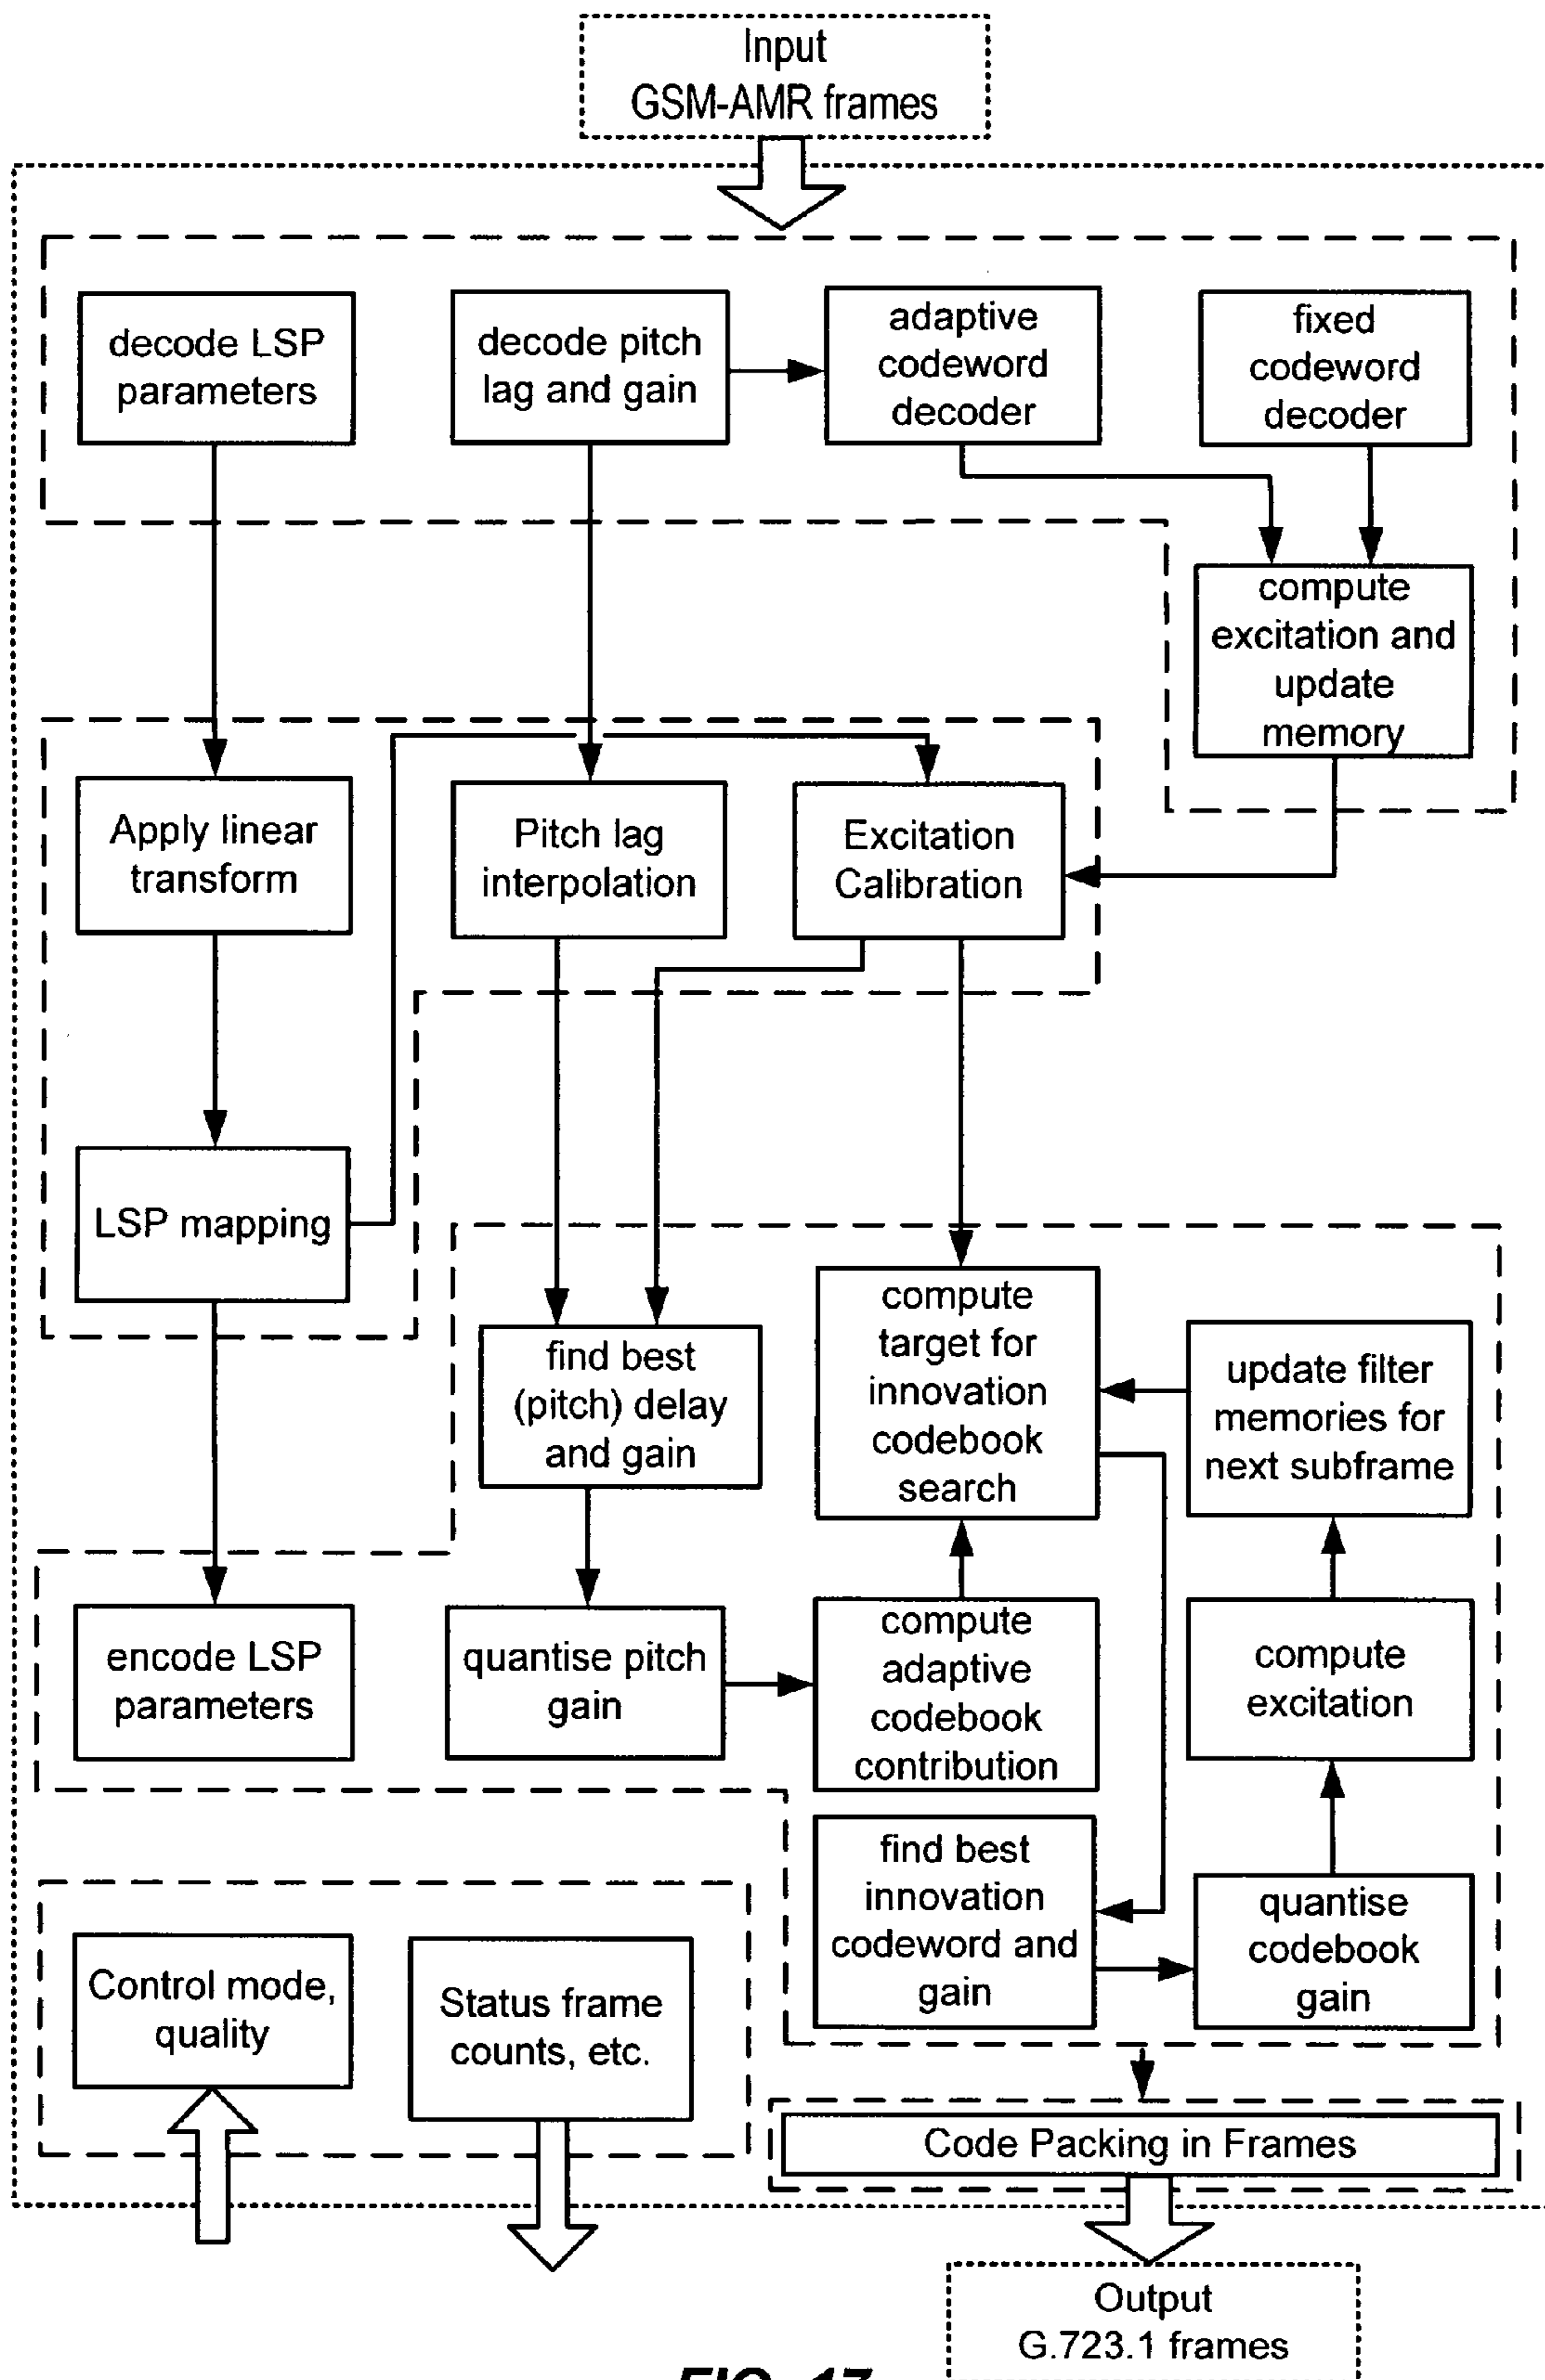 Input
GSM-AMR frames
decode LSP
parameters
decode pitch
lag and gain
adaptive
codeword
decoder
fixed
codeword
decoder
compute
excitation and
update
memory
Apply linear
transform
Pitch lag
interpolation
Excitation
Calibration
LSP mapping
find best
(pitch) delay
and gain
compute
target for
innovation
codebook
search
update filter
memories for
next subframe
encode LSP
parameters
quantise pitch
gain
compute
adaptive
codebook
contribution
compute
excitation
find best
innovation
codeword and
gain
quantise
codebook
gain
Control mode,
quality
Status frame
counts, etc.
Code Packing in Frames
Output
G.723.1 frames
FIG. 17